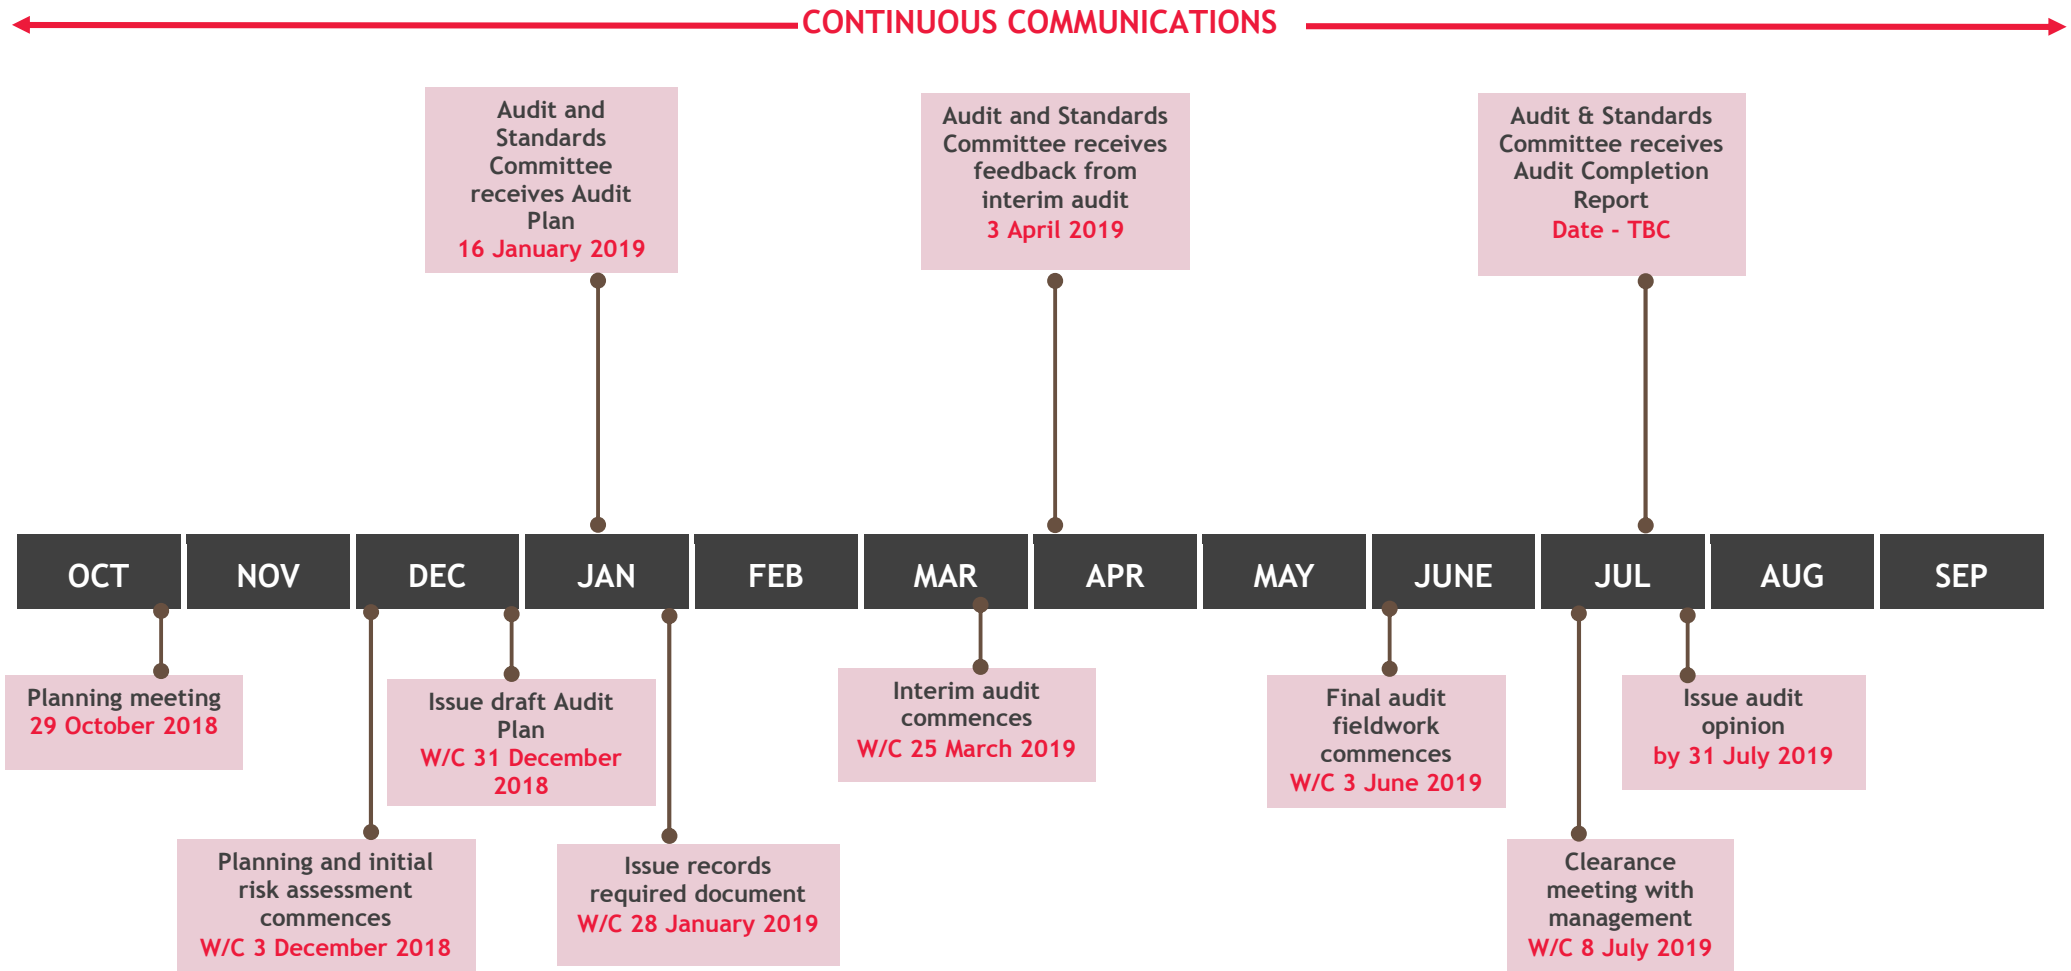 CONTINUOUS COMMUNICATIONS
Audit and
Standards
Committee
receives Audit
Plan
16 January 2019
Audit and Standards
Committee receives
feedback from
interim audit
3 April 2019
Audit & Standards
Committee receives
Audit Completion
Report
Date - TBC
OCT
NOV
DEC
JAN
FEB
MAR
APR
MAY
JUNE
JUL
AUG
SEP
Planning meeting
29 October 2018
Planning and initial
risk assessment
commences
W/C 3 December 2018
Issue draft Audit
Plan
W/C 31 December
2018
Issue records
required document
W/C 28 January 2019
Interim audit
commences
W/C 25 March 2019
Final audit
fieldwork
commences
W/C 3 June 2019
Clearance
meeting with
management
W/C 8 July 2019
Issue audit
opinion
by 31 July 2019